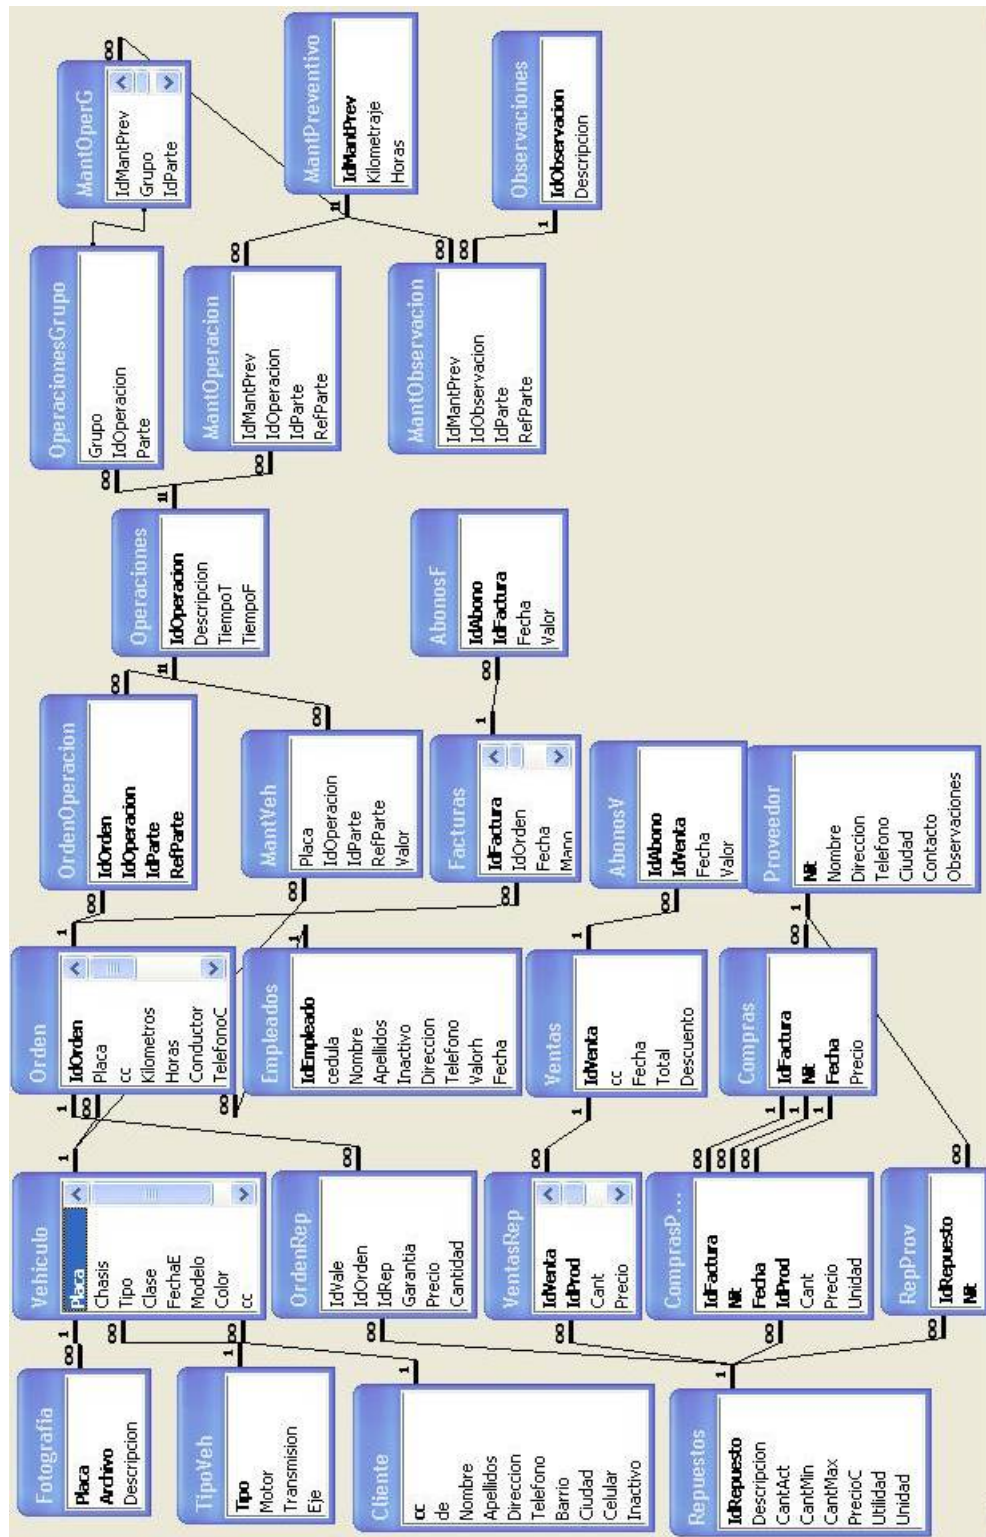 Fotografia
Placa
Archivo
Descripcion
TipoVeh
Tipo
Motor
Transmision
Eje
Cliente
cc
de
Nombre
Apellidos
Direccion
Telefono
Barrio
Ciudad
Celular
Inactivo
Repuestos
IdRepuesto
Descripcion
CantAct
CantMin
CantMax
PrecioC
Utilidad
Unidad
Vehiculo
Placa
Chasis
Tipo
Clase
FechaE
Modelo
Color
cc
OrdenRep
IdVale
IdOrden
IdRep
Garantia
Precio
Cantidad
VentasRep
IdVenta
IdProd
Cant
Precio
ComprasP...
IdFactura
Nit
Fecha
IdProd
Cant
Precio
Unidad
RepProv
IdRepuesto
Nit
Orden
IdOrden
Placa
cc
Kilometros
Horas
Conductor
TelefonoC
Empleados
IdEmpleado
cedula
Nombre
Apellidos
Inactivo
Direccion
Telefono
Valorh
Fecha
Ventas
IdVenta
cc
Fecha
Total
Descuento
Compras
IdFactura
Nit
Fecha
Precio
OrdenOperacion
IdOrden
IdOperacion
IdParte
RefParte
MantVeh
Placa
IdOperacion
IdParte
RefParte
Valor
Facturas
IdFactura
IdOrden
Fecha
Mano
AbonosV
IdAbono
IdVenta
Fecha
Valor
Proveedor
Nit
Nombre
Direccion
Telefono
Ciudad
Contacto
Observaciones
Operaciones
IdOperacion
Descripcion
TiempoT
TiempoF
AbonosF
IdAbono
IdFactura
Fecha
Valor
OperacionesGrupo
Grupo
IdOperacion
Parte
MantOperacion
IdMantPrev
IdOperacion
IdParte
RefParte
MantObservacion
IdMantPrev
IdObservacion
IdParte
RefParte
MantOperG
IdMantPrev
Grupo
IdParte
MantPreventivo
IdMantPrev
Kilometraje
Horas
Observaciones
IdObservacion
Descripcion